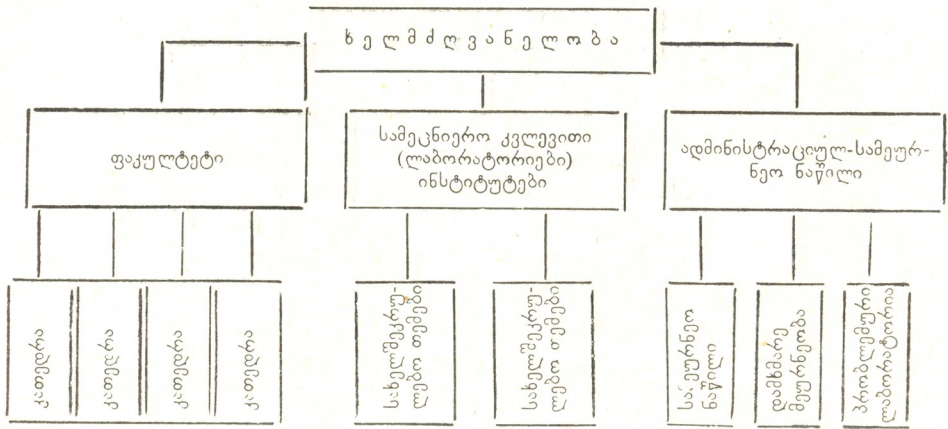 ხელმძღვანელობა
ფაკულტეტი
სამეცნიერო კვლევითი
(ლაბორატორიები)
ინსტიტუტები
ადმინისტრაციულ-სამეურ-
ნეო ნაწილი
კათედრა
კათედრა
კათედრა
კათედრა
სახელშეკრუ-
ლებო თემები
სახელშეკრუ-
ლებო თემები
სამეურნეო
ნაწილი
დამხმარე
მეურნეობა
პრობლემური
ლაბორატორია